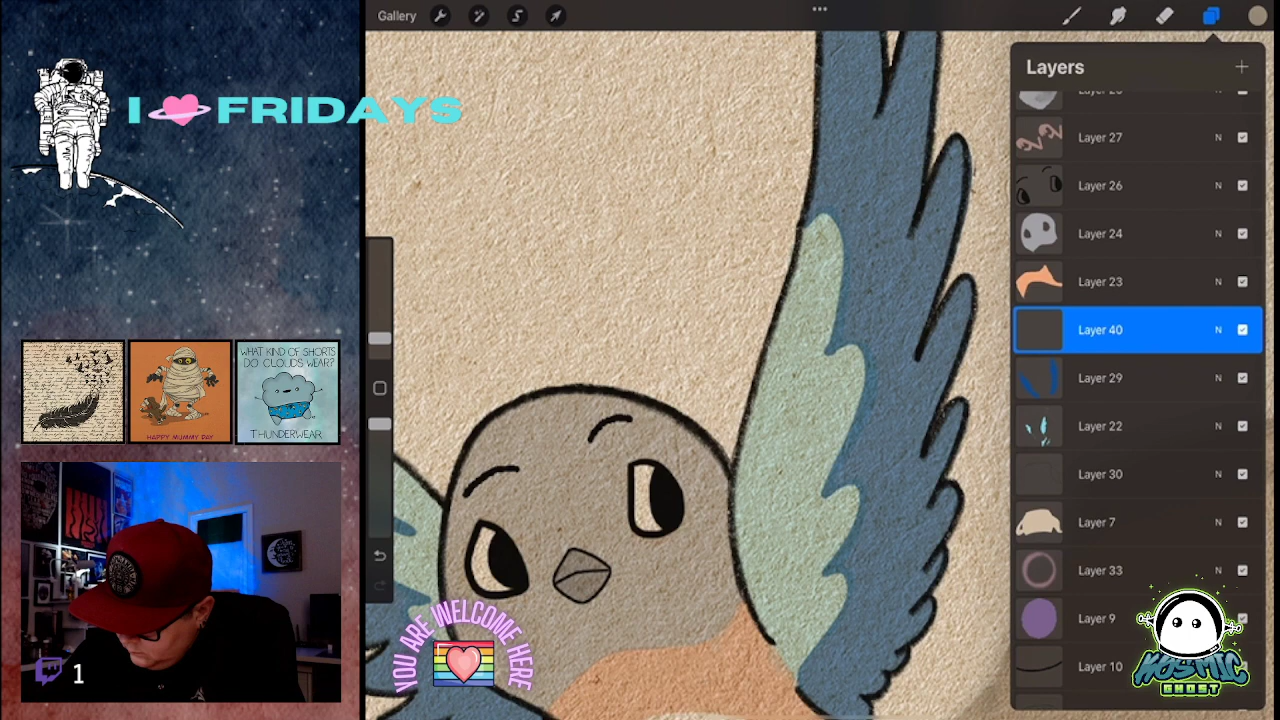 Gallery
Layers
Layer 27 N
Layer 26 N
Layer 24 N
Layer 23 N
Layer 40 N
Layer 29 N
Layer 22 N
Layer 30 N
Layer 7 N
Layer 33 N
Layer 9
Layer 10
I FRIDAYS
HAPPY MUMMY DAY
WHAT KIND OF SHORTS
DO CLOUDS WEAR?
THUNDERWEAR
1
YOU ARE WELCOME HERE
KOSMIC
GHOST